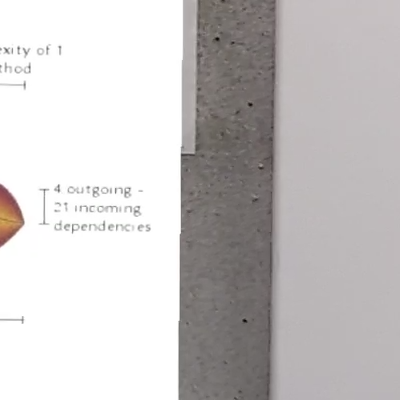 exity of 1
thod
4 outgoing -
21 incoming
dependencies